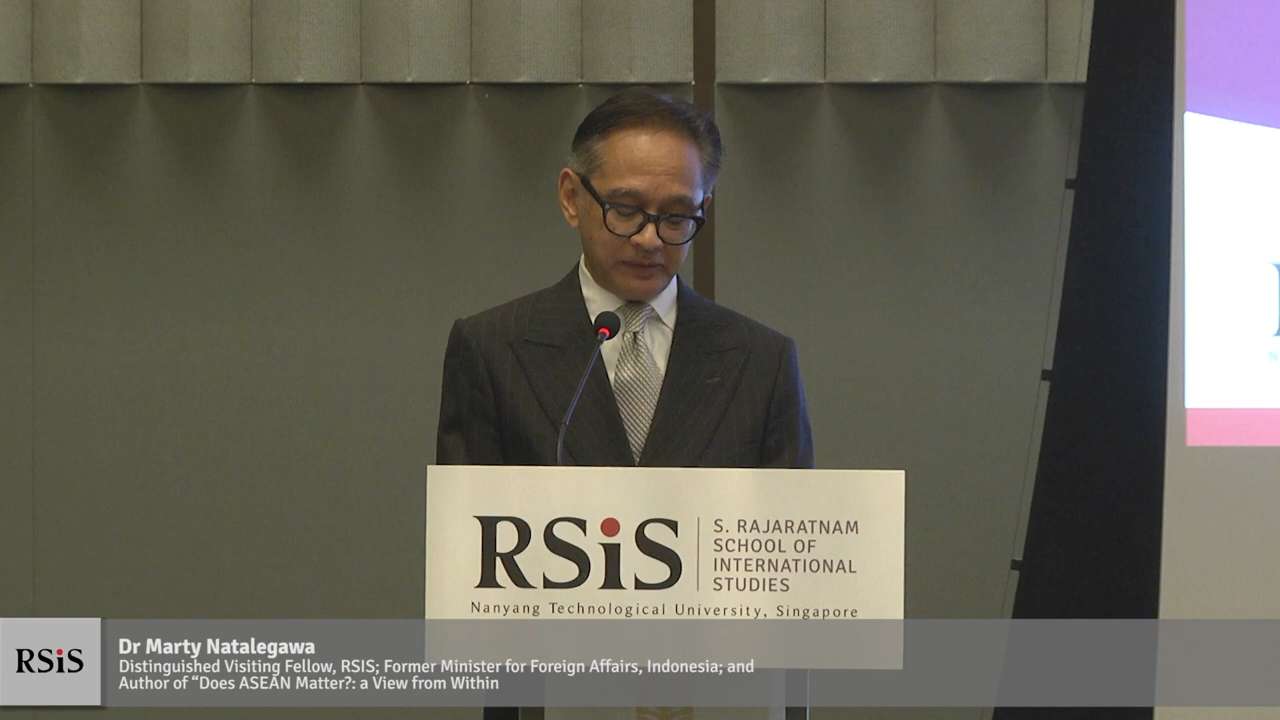 RSiS
S. RAJARATNAM
SCHOOL OF
INTERNATIONAL
STUDIES
Nanyang Technological University, Singapore
RSiS
Dr Marty Natalegawa
Distinguished Visiting Fellow, RSIS; Former Minister for Foreign Affairs, Indonesia; and
Author of “Does ASEAN Matter?: a View from Within